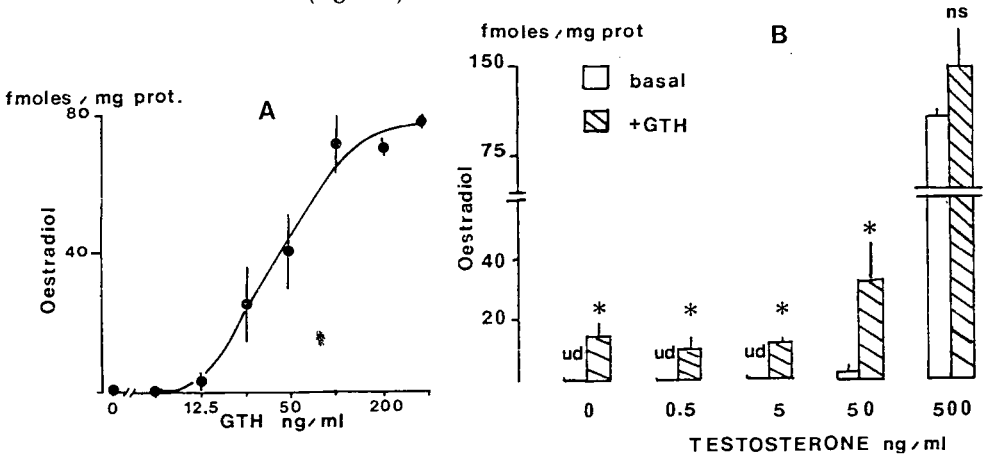 fmoles / mg prot.
A
80
40
Oestradiol
0
12.5
50
200
GTH ng/ml
fmoles / mg prot
B
ns
basal
+GTH
150
75
40
20
Oestradiol
ud
*
ud
*
ud
*
*
0
0.5
5
50
500
TESTOSTERONE ng/ml